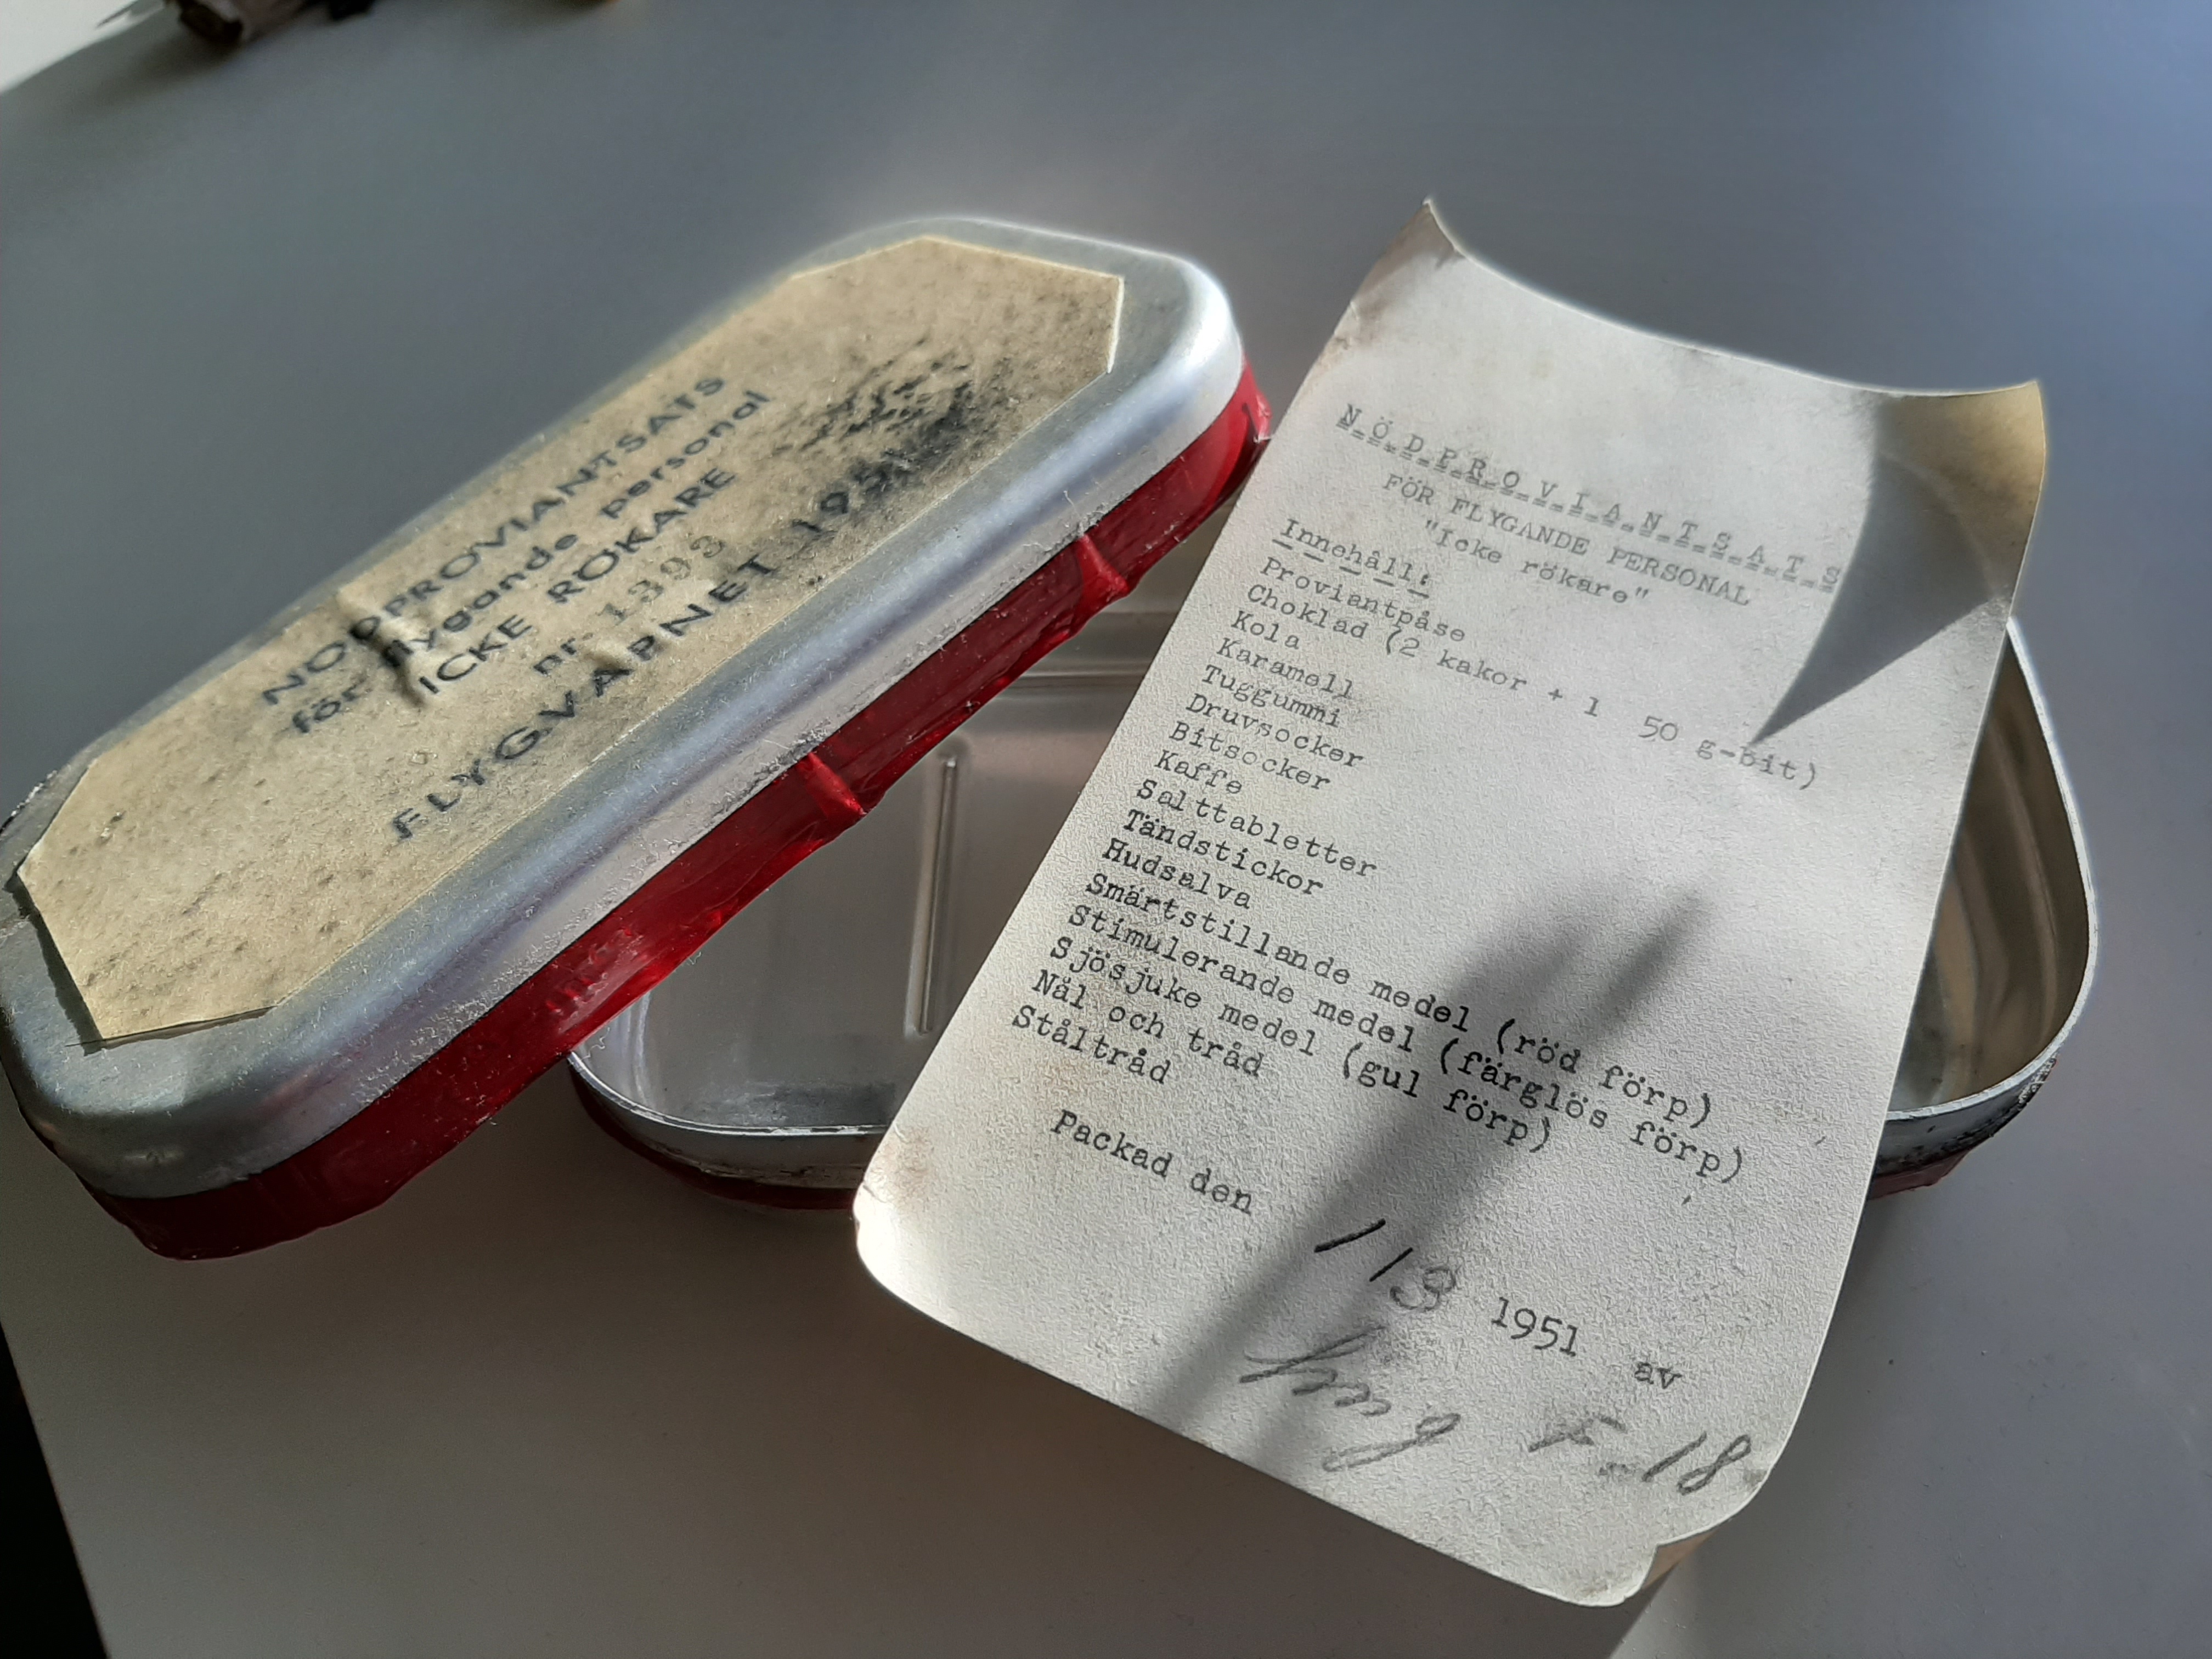 NÖDPROVIANTSATS
för flygande personal
ICKE RÖKARE
nr. 1393
FLYGVAPNET 1951
N Ö D P R O V I A N T S A T S
FÖR FLYGANDE PERSONAL
"Icke rökare"
Innehåll:
Proviantpåse
Choklad (2 kakor + 1 50 g-bit)
Kola
Karamell
Tuggummi
Druvsocker
Bitsocker
Kaffe
Salttabletter
Tändstickor
Hudsalva
Smärtstillande medel (röd förp)
Stimulerande medel (färglös förp)
Sjösjuke medel (gul förp)
Nål och tråd
Ståltråd
Packad den
1/3 1951 av
F 18